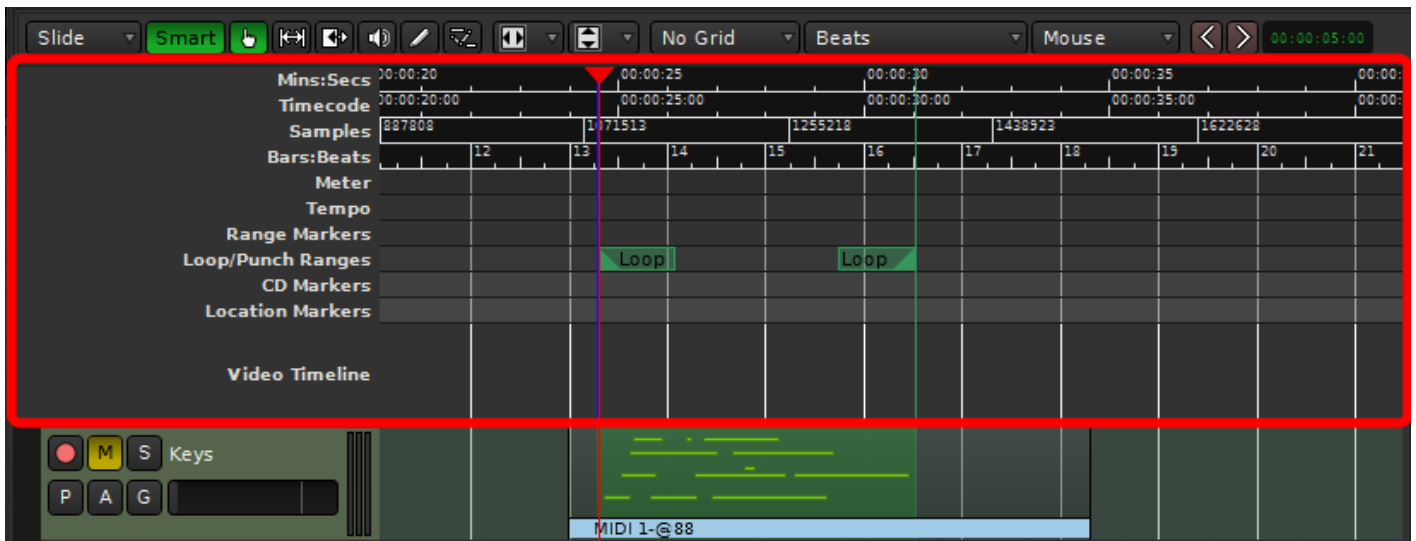 Slide Smart No Grid Beats Mouse 00:00:05:00
Mins:Secs 00:00:20 00:00:25 00:00:30 00:00:35 00:00:
Timecode 00:00:20:00 00:00:25:00 00:00:30:00 00:00:35:00 00:00:
Samples 887808 1071513 1255218 1438923 1622628
Bars:Beats 12 13 14 15 16 17 18 19 20 21
Meter
Tempo
Range Markers
Loop/Punch Ranges Loop Loop
CD Markers
Location Markers
Video Timeline
M S Keys
P A G
MIDI 1-@88